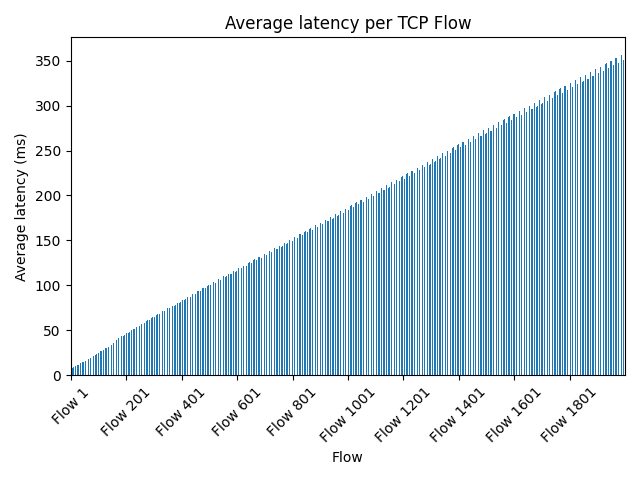 Average latency per TCP Flow
Average latency (ms)
350
300
250
200
150
100
50
0
Flow 1
Flow 201
Flow 401
Flow 601
Flow 801
Flow 1001
Flow 1201
Flow 1401
Flow 1601
Flow 1801
Flow